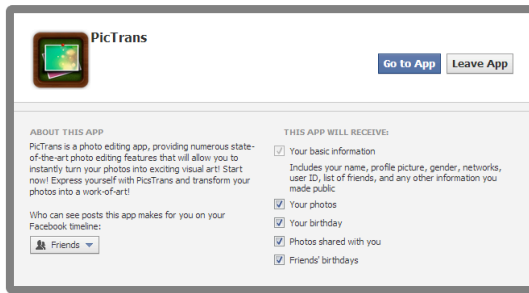 PicTrans
Go to App
Leave App
ABOUT THIS APP
PicTrans is a photo editing app, providing numerous state-
of-the-art photo editing features that will allow you to
instantly turn your photos into exciting visual art! Start
now! Express yourself with PicsTrans and transform your
photos into a work-of-art!
Who can see posts this app makes for you on your
Facebook timeline:
Friends
THIS APP WILL RECEIVE:
Your basic information
Includes your name, profile picture, gender, networks,
user ID, list of friends, and any other information you
made public
Your photos
Your birthday
Photos shared with you
Friends' birthdays